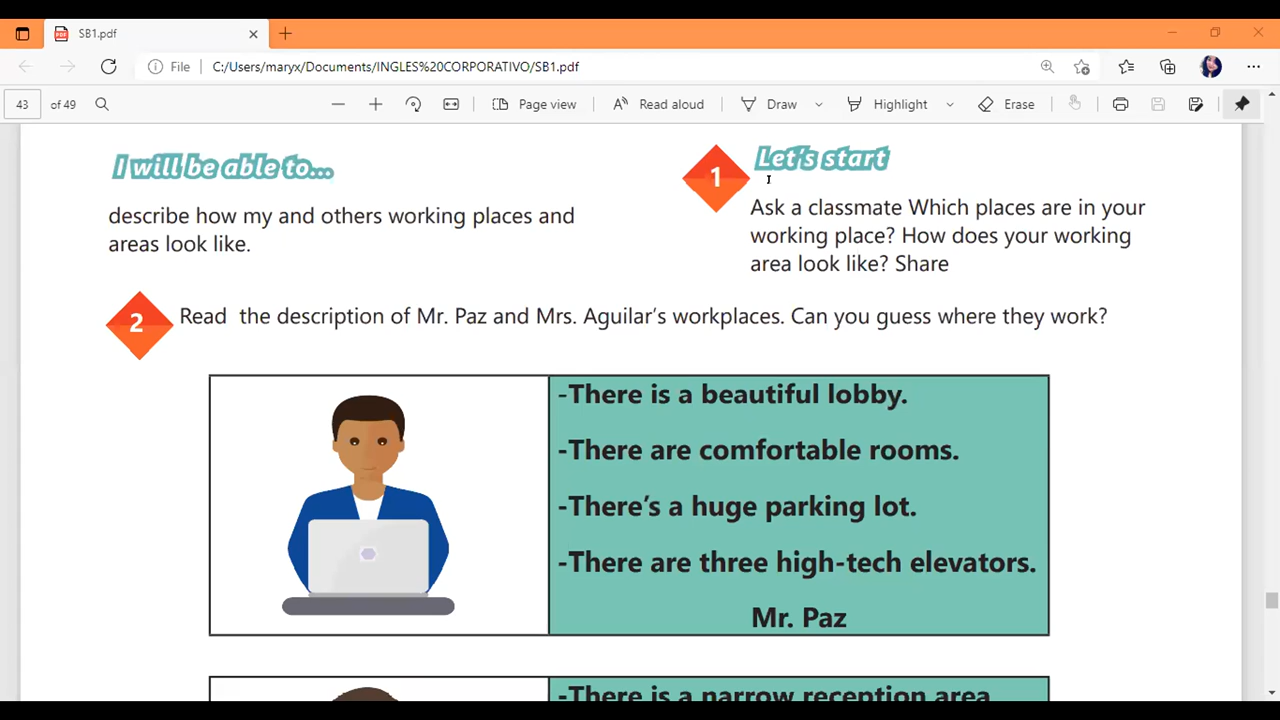 SB1.pdf
File
C:/Users/maryx/Documents/INGLES%20CORPORATIVO/SB1.pdf
43 of 49
Page view
Read aloud
Draw
Highlight
Erase
I will be able to...
describe how my and others working places and
areas look like.
1
Let's start
Ask a classmate Which places are in your
working place? How does your working
area look like? Share
2
Read the description of Mr. Paz and Mrs. Aguilar's workplaces. Can you guess where they work?
-There is a beautiful lobby.
-There are comfortable rooms.
-There's a huge parking lot.
-There are three high-tech elevators.
Mr. Paz
-There is a narrow reception area